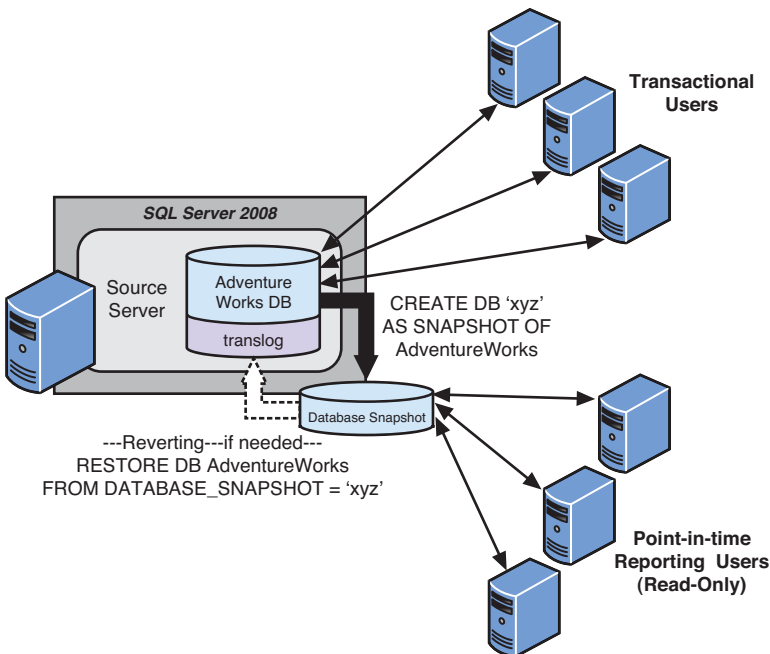 Transactional
Users
SQL Server 2008
Source
Server
Adventure
Works DB
translog
CREATE DB ‘xyz’
AS SNAPSHOT OF
AdventureWorks
Database Snapshot
---Reverting---if needed---
RESTORE DB AdventureWorks
FROM DATABASE_SNAPSHOT = ‘xyz’
Point-in-time
Reporting Users
(Read-Only)